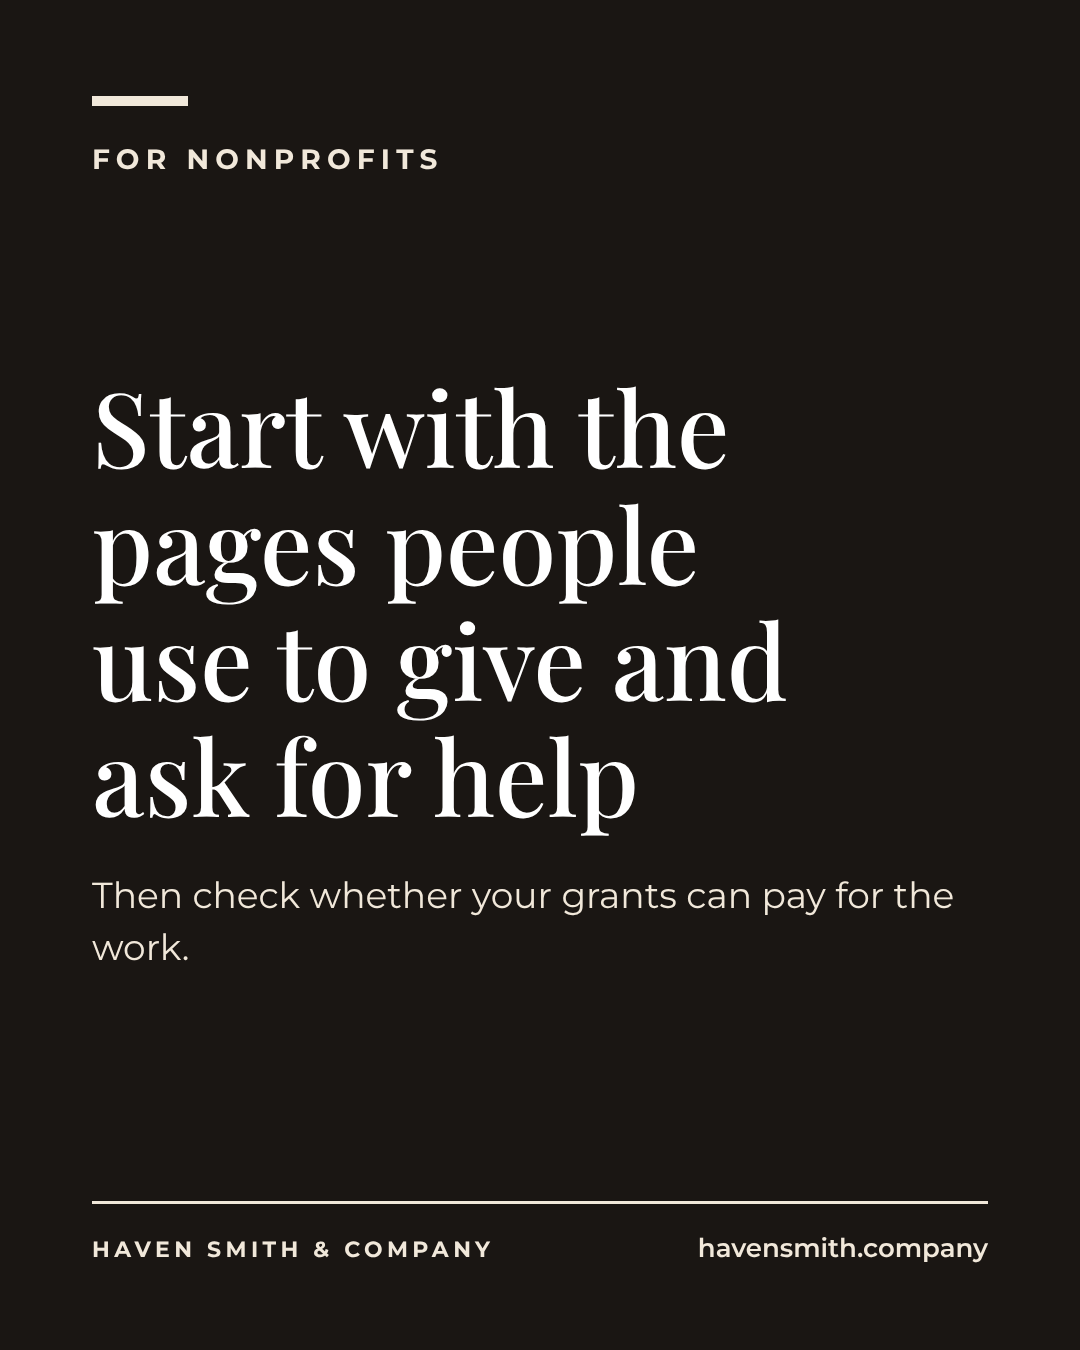 FOR NONPROFITS
Start with the
pages people
use to give and
ask for help
Then check whether your grants can pay for the
work.
HAVEN SMITH & COMPANY
havensmith.company